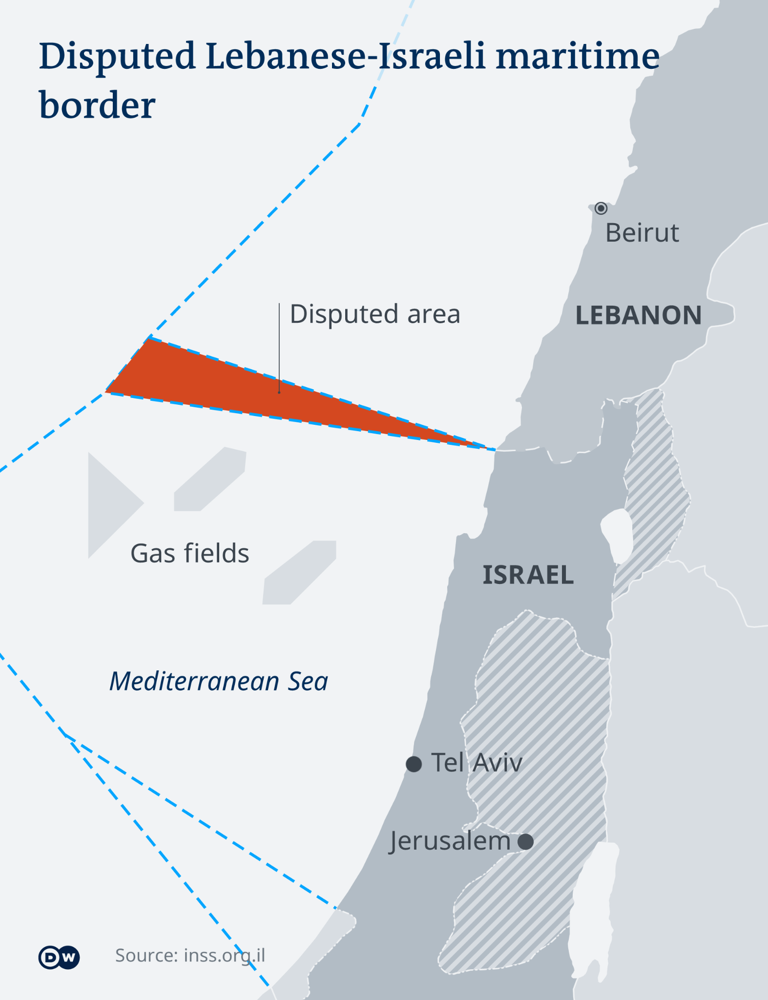 Disputed Lebanese-Israeli maritime
border
Beirut
Disputed area
LEBANON
Gas fields
ISRAEL
Mediterranean Sea
Tel Aviv
Jerusalem
DW
Source: inss.org.il